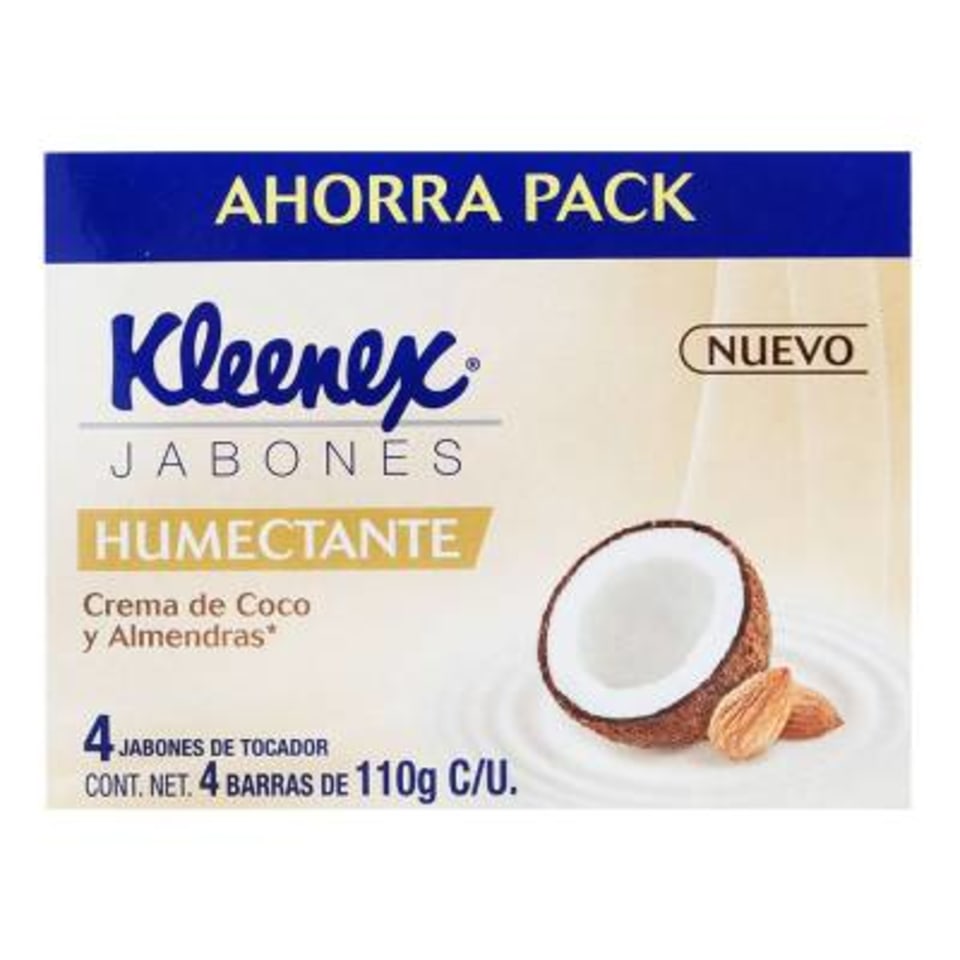 AHORRA PACK
Kleenex®
NUEVO
JABONES
HUMECTANTE
Crema de Coco
y Almendras*
4 JABONES DE TOCADOR
CONT. NET. 4 BARRAS DE 110g C/U.